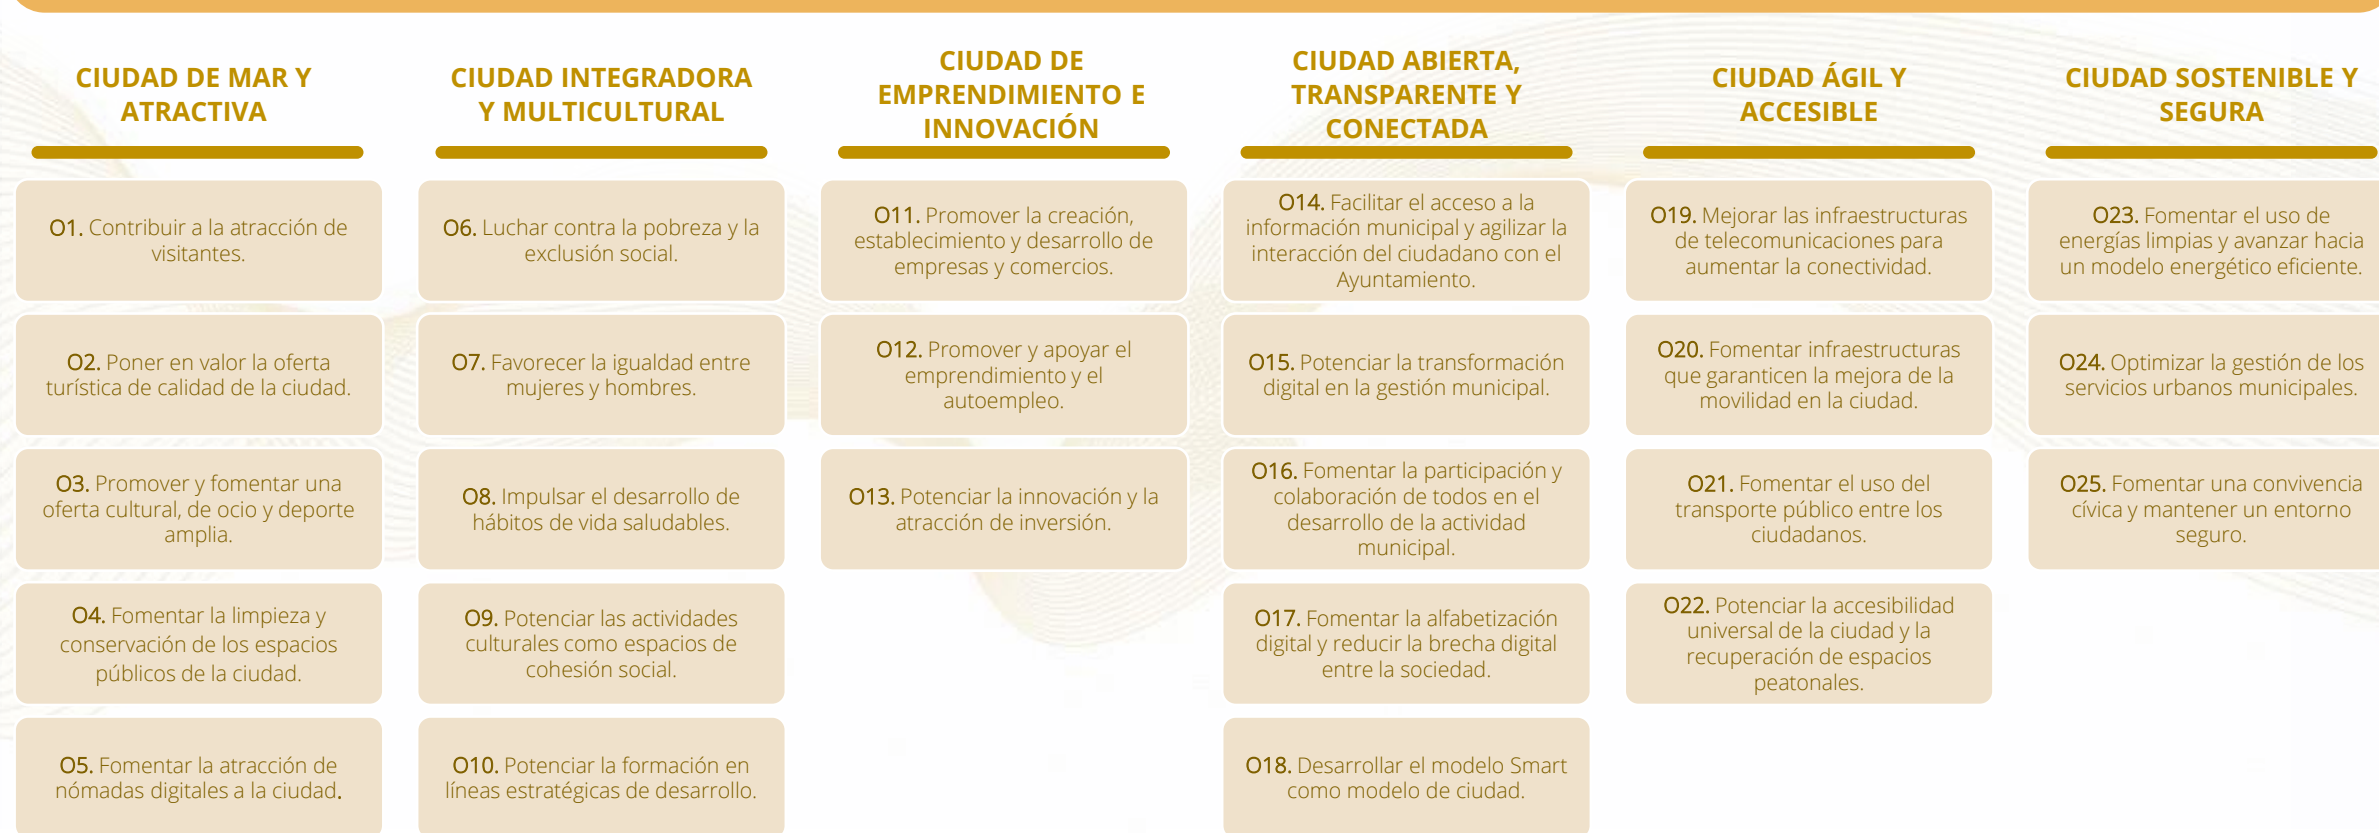 CIUDAD DE MAR Y
ATRACTIVA
O1. Contribuir a la atracción de
visitantes.
O2. Poner en valor la oferta
turística de calidad de la ciudad.
O3. Promover y fomentar una
oferta cultural, de ocio y deporte
amplia.
O4. Fomentar la limpieza y
conservación de los espacios
públicos de la ciudad.
O5. Fomentar la atracción de
nómadas digitales a la ciudad.
CIUDAD INTEGRADORA
Y MULTICULTURAL
O6. Luchar contra la pobreza y la
exclusión social.
O7. Favorecer la igualdad entre
mujeres y hombres.
O8. Impulsar el desarrollo de
hábitos de vida saludables.
O9. Potenciar las actividades
culturales como espacios de
cohesión social.
O10. Potenciar la formación en
líneas estratégicas de desarrollo.
CIUDAD DE
EMPRENDIMIENTO E
INNOVACIÓN
O11. Promover la creación,
establecimiento y desarrollo de
empresas y comercios.
O12. Promover y apoyar el
emprendimiento y el
autoempleo.
O13. Potenciar la innovación y la
atracción de inversión.
CIUDAD ABIERTA,
TRANSPARENTE Y
CONECTADA
O14. Facilitar el acceso a la
información municipal y agilizar la
interacción del ciudadano con el
Ayuntamiento.
O15. Potenciar la transformación
digital en la gestión municipal.
O16. Fomentar la participación y
colaboración de todos en el
desarrollo de la actividad
municipal.
O17. Fomentar la alfabetización
digital y reducir la brecha digital
entre la sociedad.
O18. Desarrollar el modelo Smart
como modelo de ciudad.
CIUDAD ÁGIL Y
ACCESIBLE
O19. Mejorar las infraestructuras
de telecomunicaciones para
aumentar la conectividad.
O20. Fomentar infraestructuras
que garanticen la mejora de la
movilidad en la ciudad.
O21. Fomentar el uso del
transporte público entre los
ciudadanos.
O22. Potenciar la accesibilidad
universal de la ciudad y la
recuperación de espacios
peatonales.
CIUDAD SOSTENIBLE Y
SEGURA
O23. Fomentar el uso de
energías limpias y avanzar hacia
un modelo energético eficiente.
O24. Optimizar la gestión de los
servicios urbanos municipales.
O25. Fomentar una convivencia
cívica y mantener un entorno
seguro.